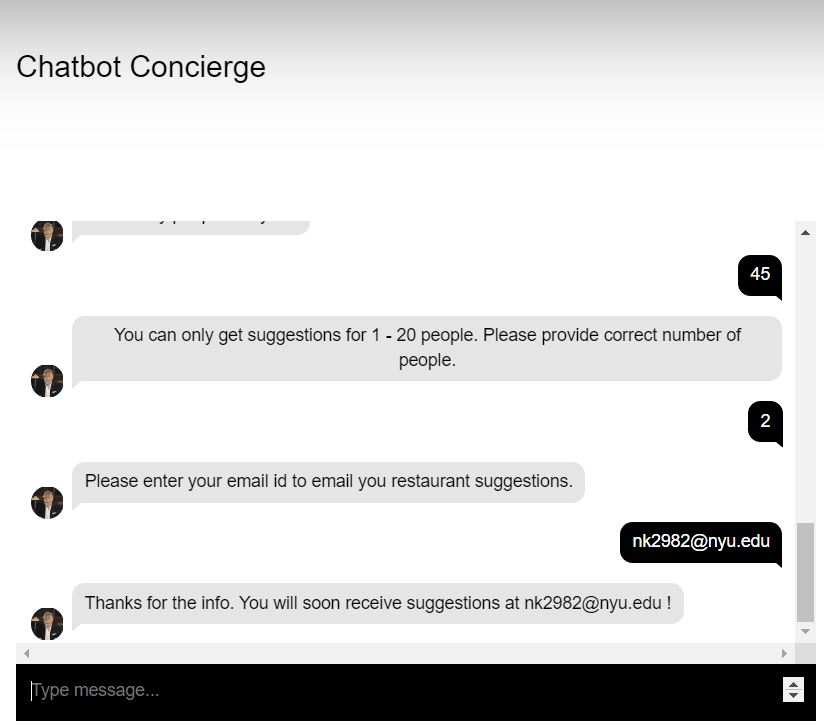 Chatbot Concierge
45
You can only get suggestions for 1 - 20 people. Please provide correct number of
people.
2
Please enter your email id to email you restaurant suggestions.
nk2982@nyu.edu
Thanks for the info. You will soon receive suggestions at nk2982@nyu.edu !
Type message...